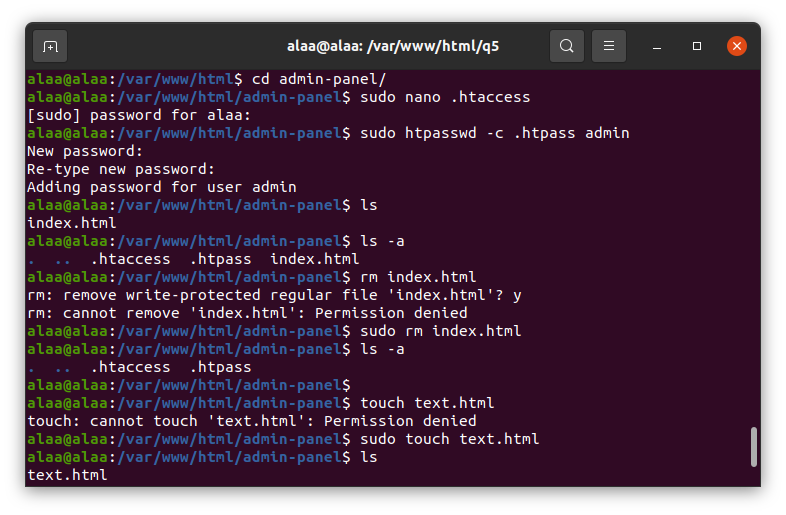 alaa@alaa: /var/www/html/q5
alaa@alaa:/var/www/html$ cd admin-panel/
alaa@alaa:/var/www/html/admin-panel$ sudo nano .htaccess
[sudo] password for alaa:
alaa@alaa:/var/www/html/admin-panel$ sudo htpasswd -c .htpass admin
New password:
Re-type new password:
Adding password for user admin
alaa@alaa:/var/www/html/admin-panel$ ls
index.html
alaa@alaa:/var/www/html/admin-panel$ ls -a
.  ..  .htaccess  .htpass  index.html
alaa@alaa:/var/www/html/admin-panel$ rm index.html
rm: remove write-protected regular file 'index.html'? y
rm: cannot remove 'index.html': Permission denied
alaa@alaa:/var/www/html/admin-panel$ sudo rm index.html
alaa@alaa:/var/www/html/admin-panel$ ls -a
.  ..  .htaccess  .htpass
alaa@alaa:/var/www/html/admin-panel$
alaa@alaa:/var/www/html/admin-panel$ touch text.html
touch: cannot touch 'text.html': Permission denied
alaa@alaa:/var/www/html/admin-panel$ sudo touch text.html
alaa@alaa:/var/www/html/admin-panel$ ls
text.html